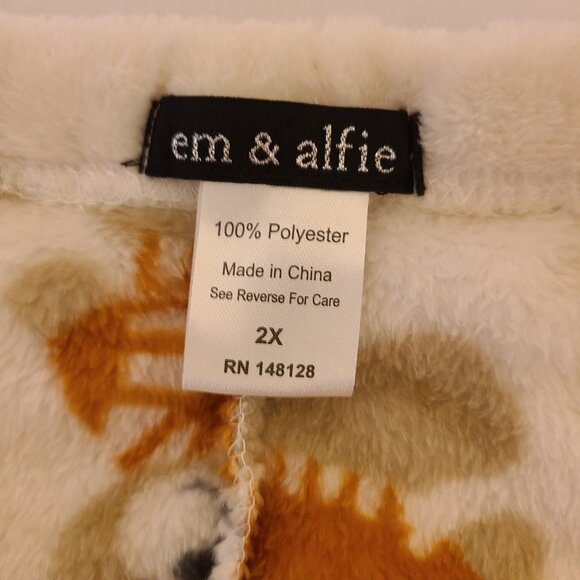 em & alfie
100% Polyester
Made in China
See Reverse For Care
2X
RN 148128